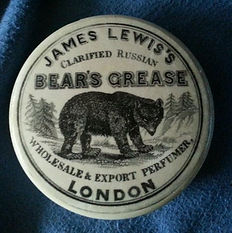 JAMES LEWIS'S
CLARIFIED RUSSIAN
BEAR'S GREASE
WHOLESALE & EXPORT PERFUMER.
LONDON